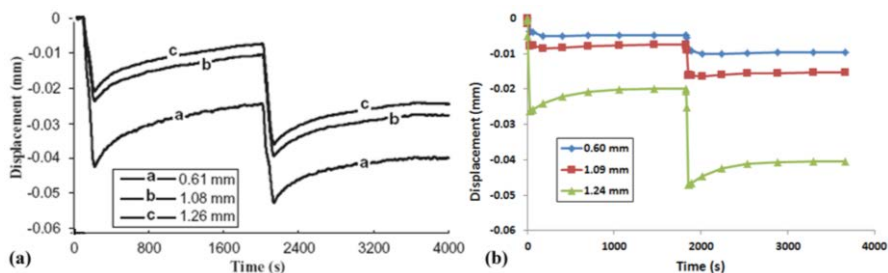 0
-0.01
-0.02
-0.03
-0.04
-0.05
-0.06
Displacement (mm)
c
b
a
c
b
a
a 0.61 mm
b 1.08 mm
c 1.26 mm
0 800 1600 2400 3200 4000
Time (s)
(a)
0
-0.01
-0.02
-0.03
-0.04
-0.05
-0.06
Displacement (mm)
0.60 mm
1.09 mm
1.24 mm
0 1000 2000 3000 4000
Time (s)
(b)